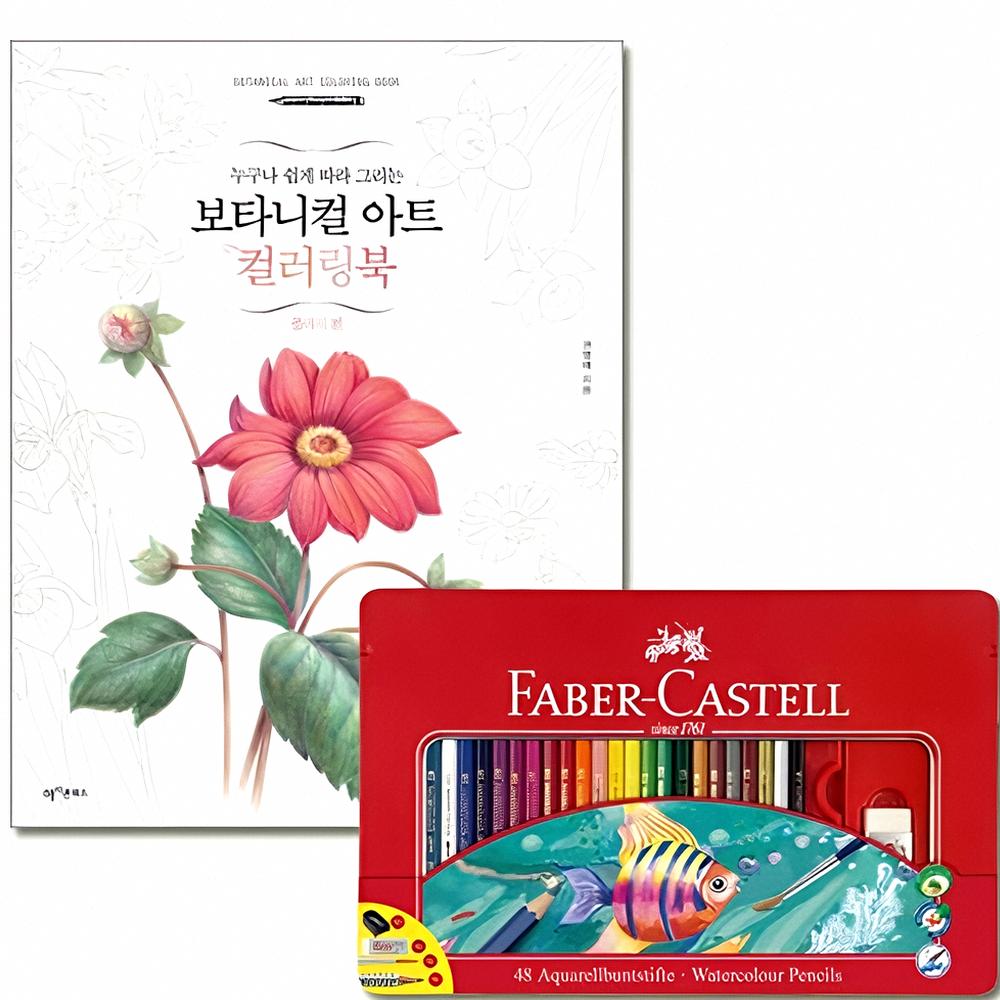 누구나 쉽게 따라 그리는
보타니컬 아트
컬러링북
FABER-CASTELL
since 1761
48 Aquarellbuntstifte · Watercolour Pencils